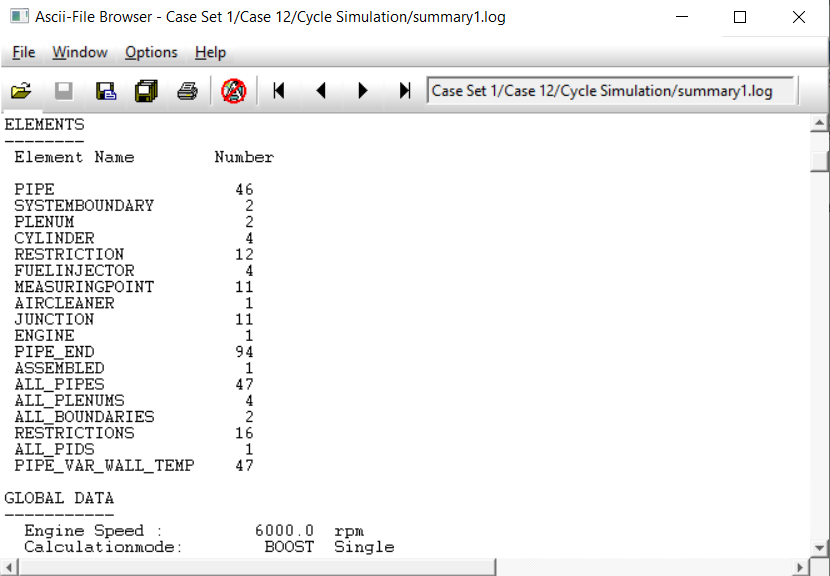 Ascii-File Browser - Case Set 1/Case 12/Cycle Simulation/summary1.log
File Window Options Help
Case Set 1/Case 12/Cycle Simulation/summary1.log
ELEMENTS
--------
Element Name Number
PIPE 46
SYSTEMBOUNDARY 2
PLENUM 2
CYLINDER 4
RESTRICTION 12
FUELINJECTOR 4
MEASURINGPOINT 11
AIRCLEANER 1
JUNCTION 11
ENGINE 1
PIPE_END 94
ASSEMBLED 1
ALL_PIPES 47
ALL_PLENUMS 4
ALL_BOUNDARIES 2
RESTRICTIONS 16
ALL_PIDS 1
PIPE_VAR_WALL_TEMP 47
GLOBAL DATA
-----------
Engine Speed : 6000.0 rpm
Calculationmode: BOOST Single